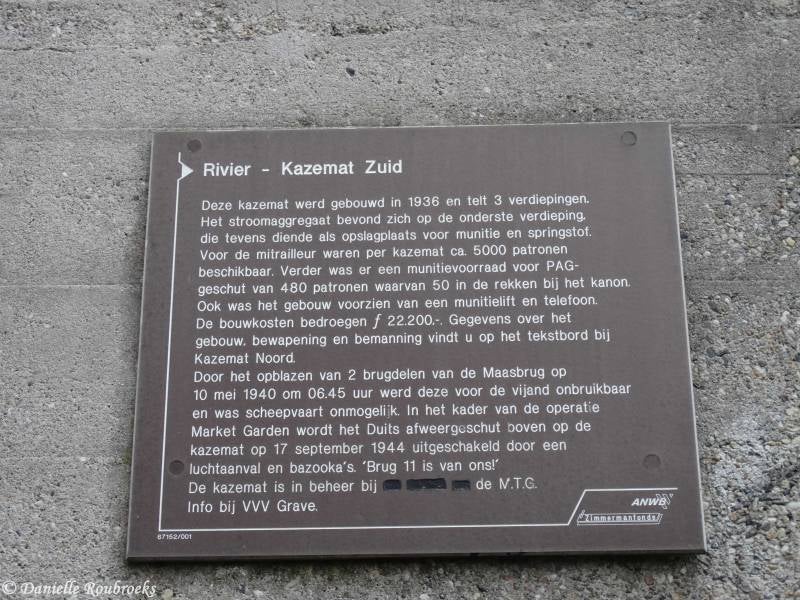 Rivier - Kazemat Zuid
Deze kazemat werd gebouwd in 1936 en telt 3 verdiepingen.
Het stroomaggregaat bevond zich op de onderste verdieping,
die tevens diende als opslagplaats voor munitie en springstof.
Voor de mitrailleur waren per kazemat ca. 5000 patronen
beschikbaar. Verder was er een munitievoorraad voor PAG-
geschut van 480 patronen waarvan 50 in de rekken bij het kanon.
Ook was het gebouw voorzien van een munitielift en telefoon.
De bouwkosten bedroegen ƒ 22.200,-. Gegevens over het
gebouw, bewapening en bemanning vindt u op het tekstbord bij
Kazemat Noord.
Door het opblazen van 2 brugdelen van de Maasbrug op
10 mei 1940 om 06.45 uur werd deze voor de vijand onbruikbaar
en was scheepvaart onmogelijk. In het kader van de operatie
Market Garden wordt het Duits afweergeschut boven op de
kazemat op 17 september 1944 uitgeschakeld door een
luchtaanval en bazooka's. 'Brug 11 is van ons!'
De kazemat is in beheer bij de M.T.G.
Info bij VVV Grave.
ANWB
Zimmermanfonds
67152/001
© Danielle Roubroeks